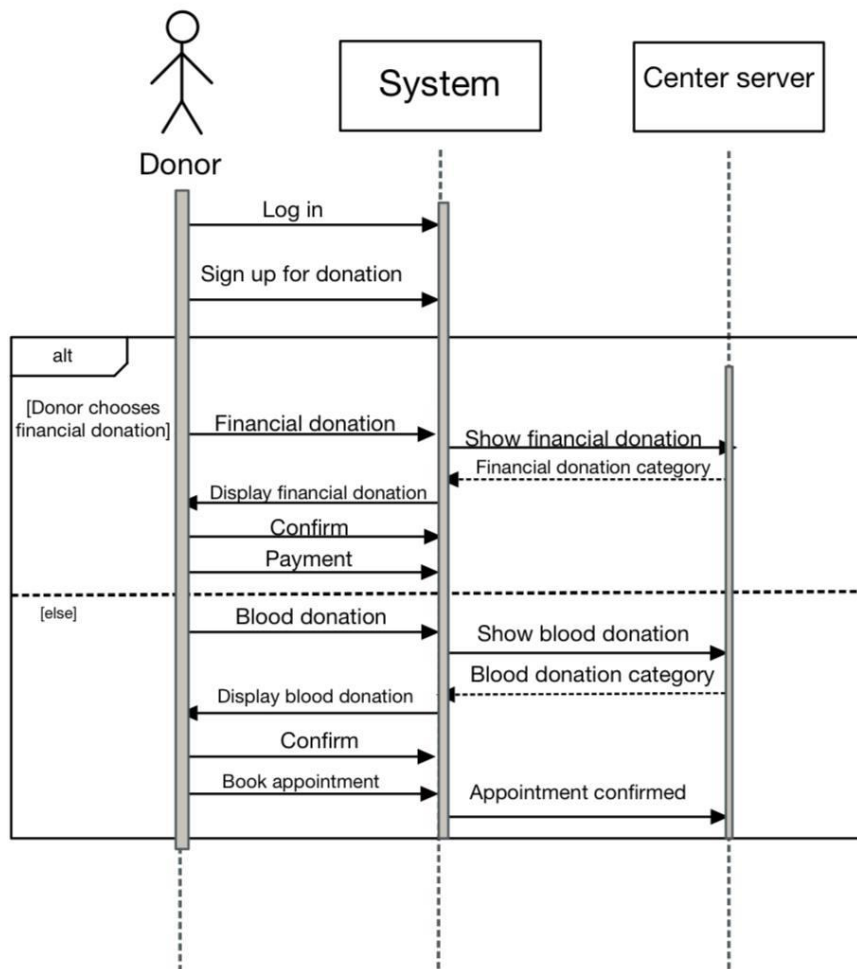 System
Center server
Donor
Log in
Sign up for donation
alt
[Donor chooses
financial donation]
Financial donation
Show financial donation
Financial donation category
Display financial donation
Confirm
Payment
[else]
Blood donation
Show blood donation
Blood donation category
Display blood donation
Confirm
Book appointment
Appointment confirmed